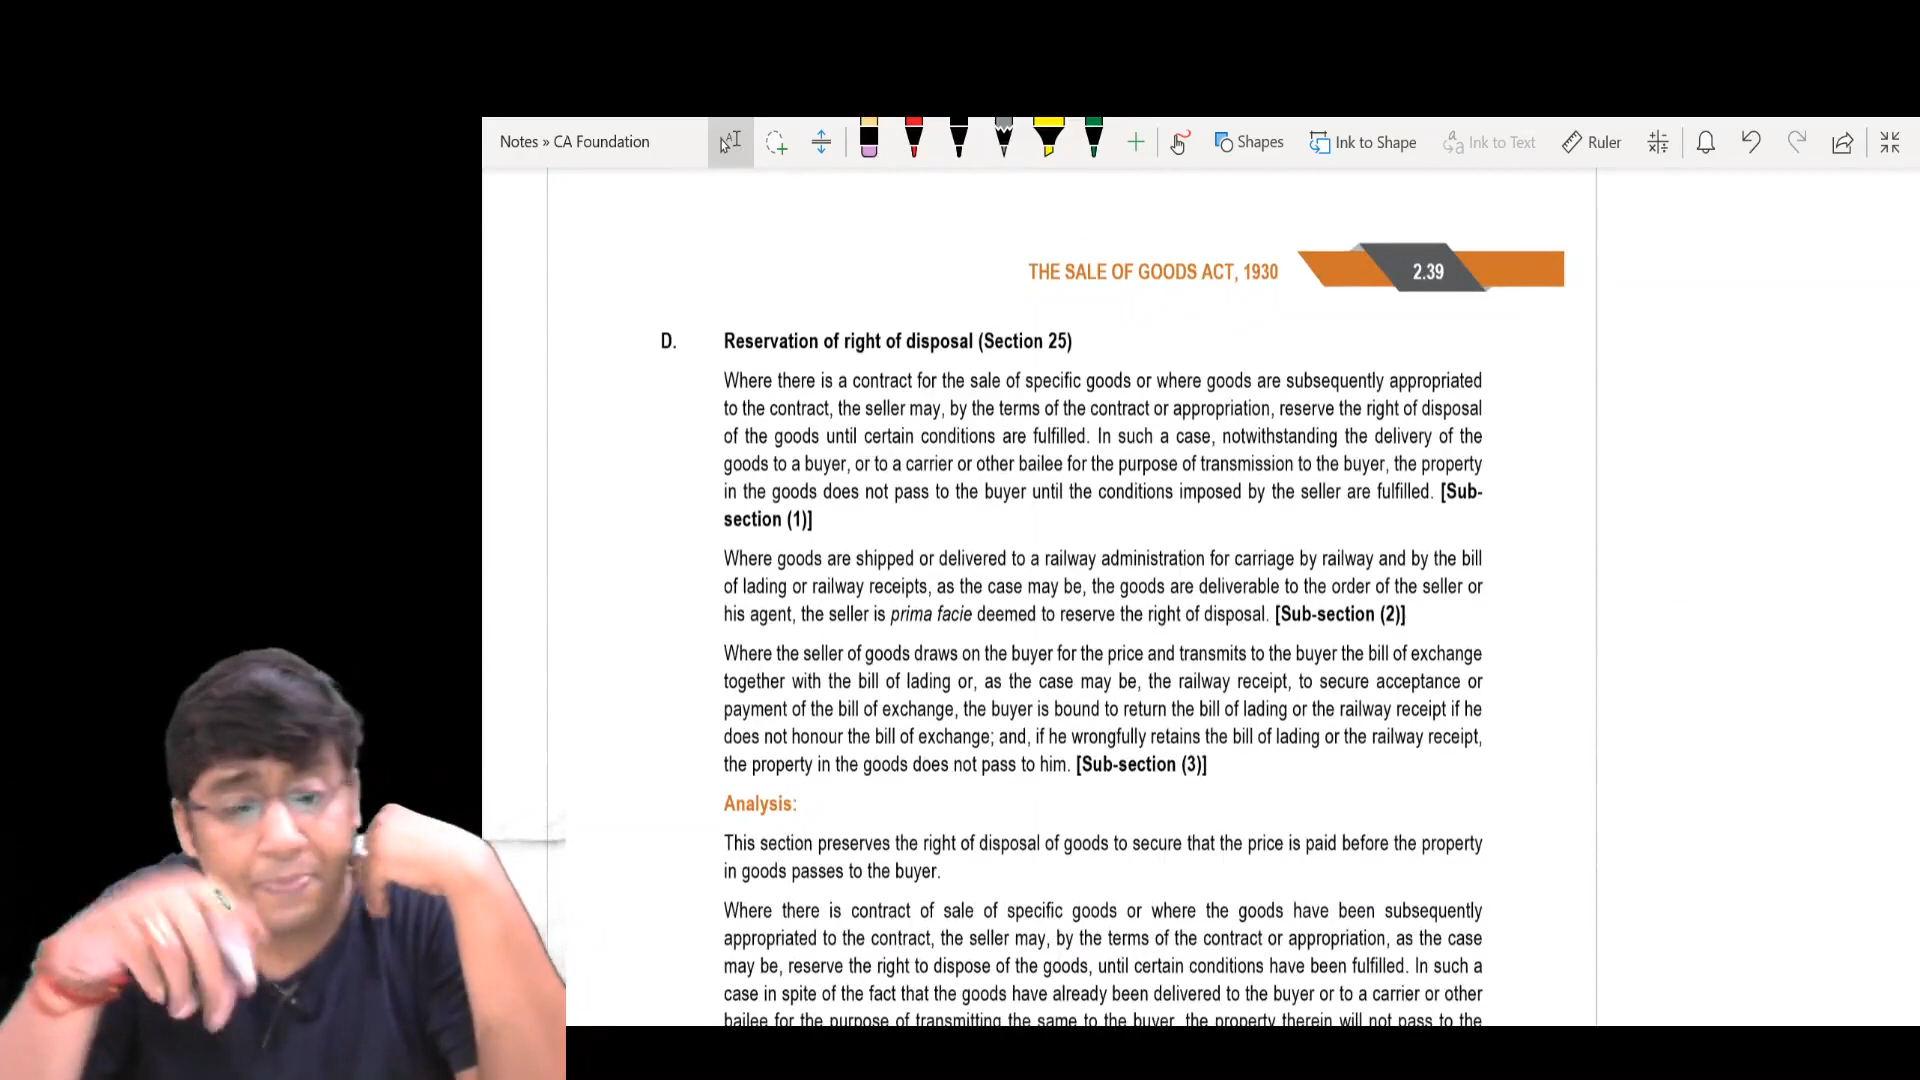 Notes » CA Foundation
Shapes
Ink to Shape
Ink to Text
Ruler
THE SALE OF GOODS ACT, 1930
2.39
D. Reservation of right of disposal (Section 25)
Where there is a contract for the sale of specific goods or where goods are subsequently appropriated
to the contract, the seller may, by the terms of the contract or appropriation, reserve the right of disposal
of the goods until certain conditions are fulfilled. In such a case, notwithstanding the delivery of the
goods to a buyer, or to a carrier or other bailee for the purpose of transmission to the buyer, the property
in the goods does not pass to the buyer until the conditions imposed by the seller are fulfilled. [Sub-
section (1)]
Where goods are shipped or delivered to a railway administration for carriage by railway and by the bill
of lading or railway receipts, as the case may be, the goods are deliverable to the order of the seller or
his agent, the seller is prima facie deemed to reserve the right of disposal. [Sub-section (2)]
Where the seller of goods draws on the buyer for the price and transmits to the buyer the bill of exchange
together with the bill of lading or, as the case may be, the railway receipt, to secure acceptance or
payment of the bill of exchange, the buyer is bound to return the bill of lading or the railway receipt if he
does not honour the bill of exchange; and, if he wrongfully retains the bill of lading or the railway receipt,
the property in the goods does not pass to him. [Sub-section (3)]
Analysis:
This section preserves the right of disposal of goods to secure that the price is paid before the property
in goods passes to the buyer.
Where there is contract of sale of specific goods or where the goods have been subsequently
appropriated to the contract, the seller may, by the terms of the contract or appropriation, as the case
may be, reserve the right to dispose of the goods, until certain conditions have been fulfilled. In such a
case in spite of the fact that the goods have already been delivered to the buyer or to a carrier or other
bailee for the purpose of transmitting the same to the buyer, the property therein will not pass to the